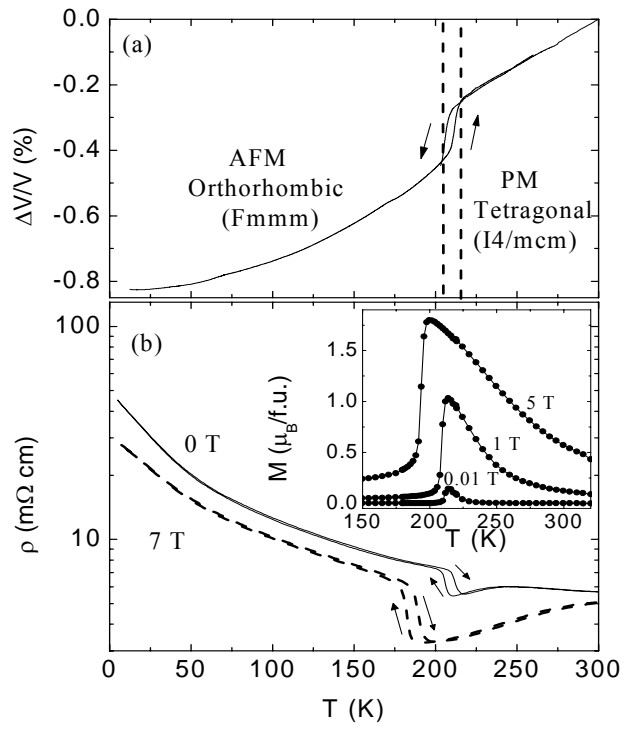 (a)
0.0
-0.2
-0.4
-0.6
-0.8
ΔV/V (%)
AFM
Orthorhombic
(Fmmm)
PM
Tetragonal
(I4/mcm)
(b)
100
10
ρ (mΩ cm)
0 T
7 T
1.5
1.0
0.5
0.0
M (μB/f.u.)
5 T
1 T
0.01 T
150 200 250 300
T (K)
0 50 100 150 200 250 300
T (K)